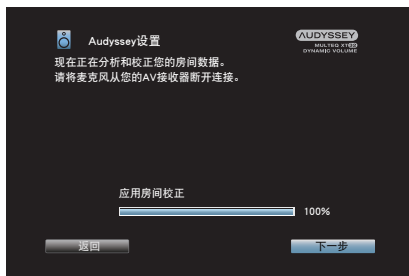 Audyssey设置
AUDYSSEY
MULTEQ XT32
DYNAMIC VOLUME
现在正在分析和校正您的房间数据。
请将麦克风从您的AV接收器断开连接。
应用房间校正
100%
返回
下一步